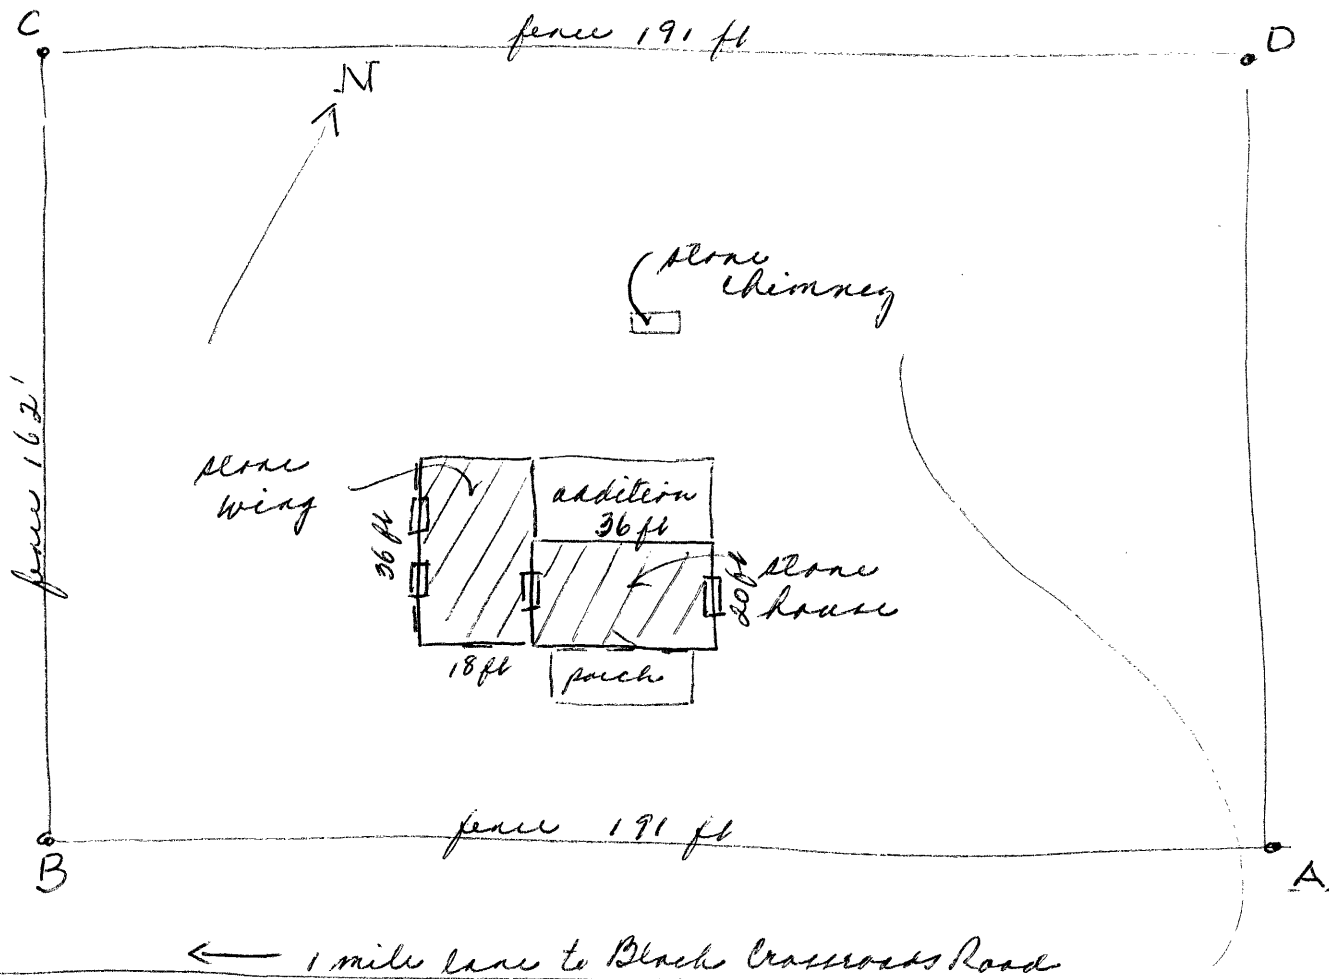 C
fence 191 ft
D
N
stone
chimney
fence 162'
stone
wing
36 ft
addition
36 ft
20 ft
stone
house
18 ft
porch
fence 191 ft
B
A
← 1 mile lane to Black Crossroads Road